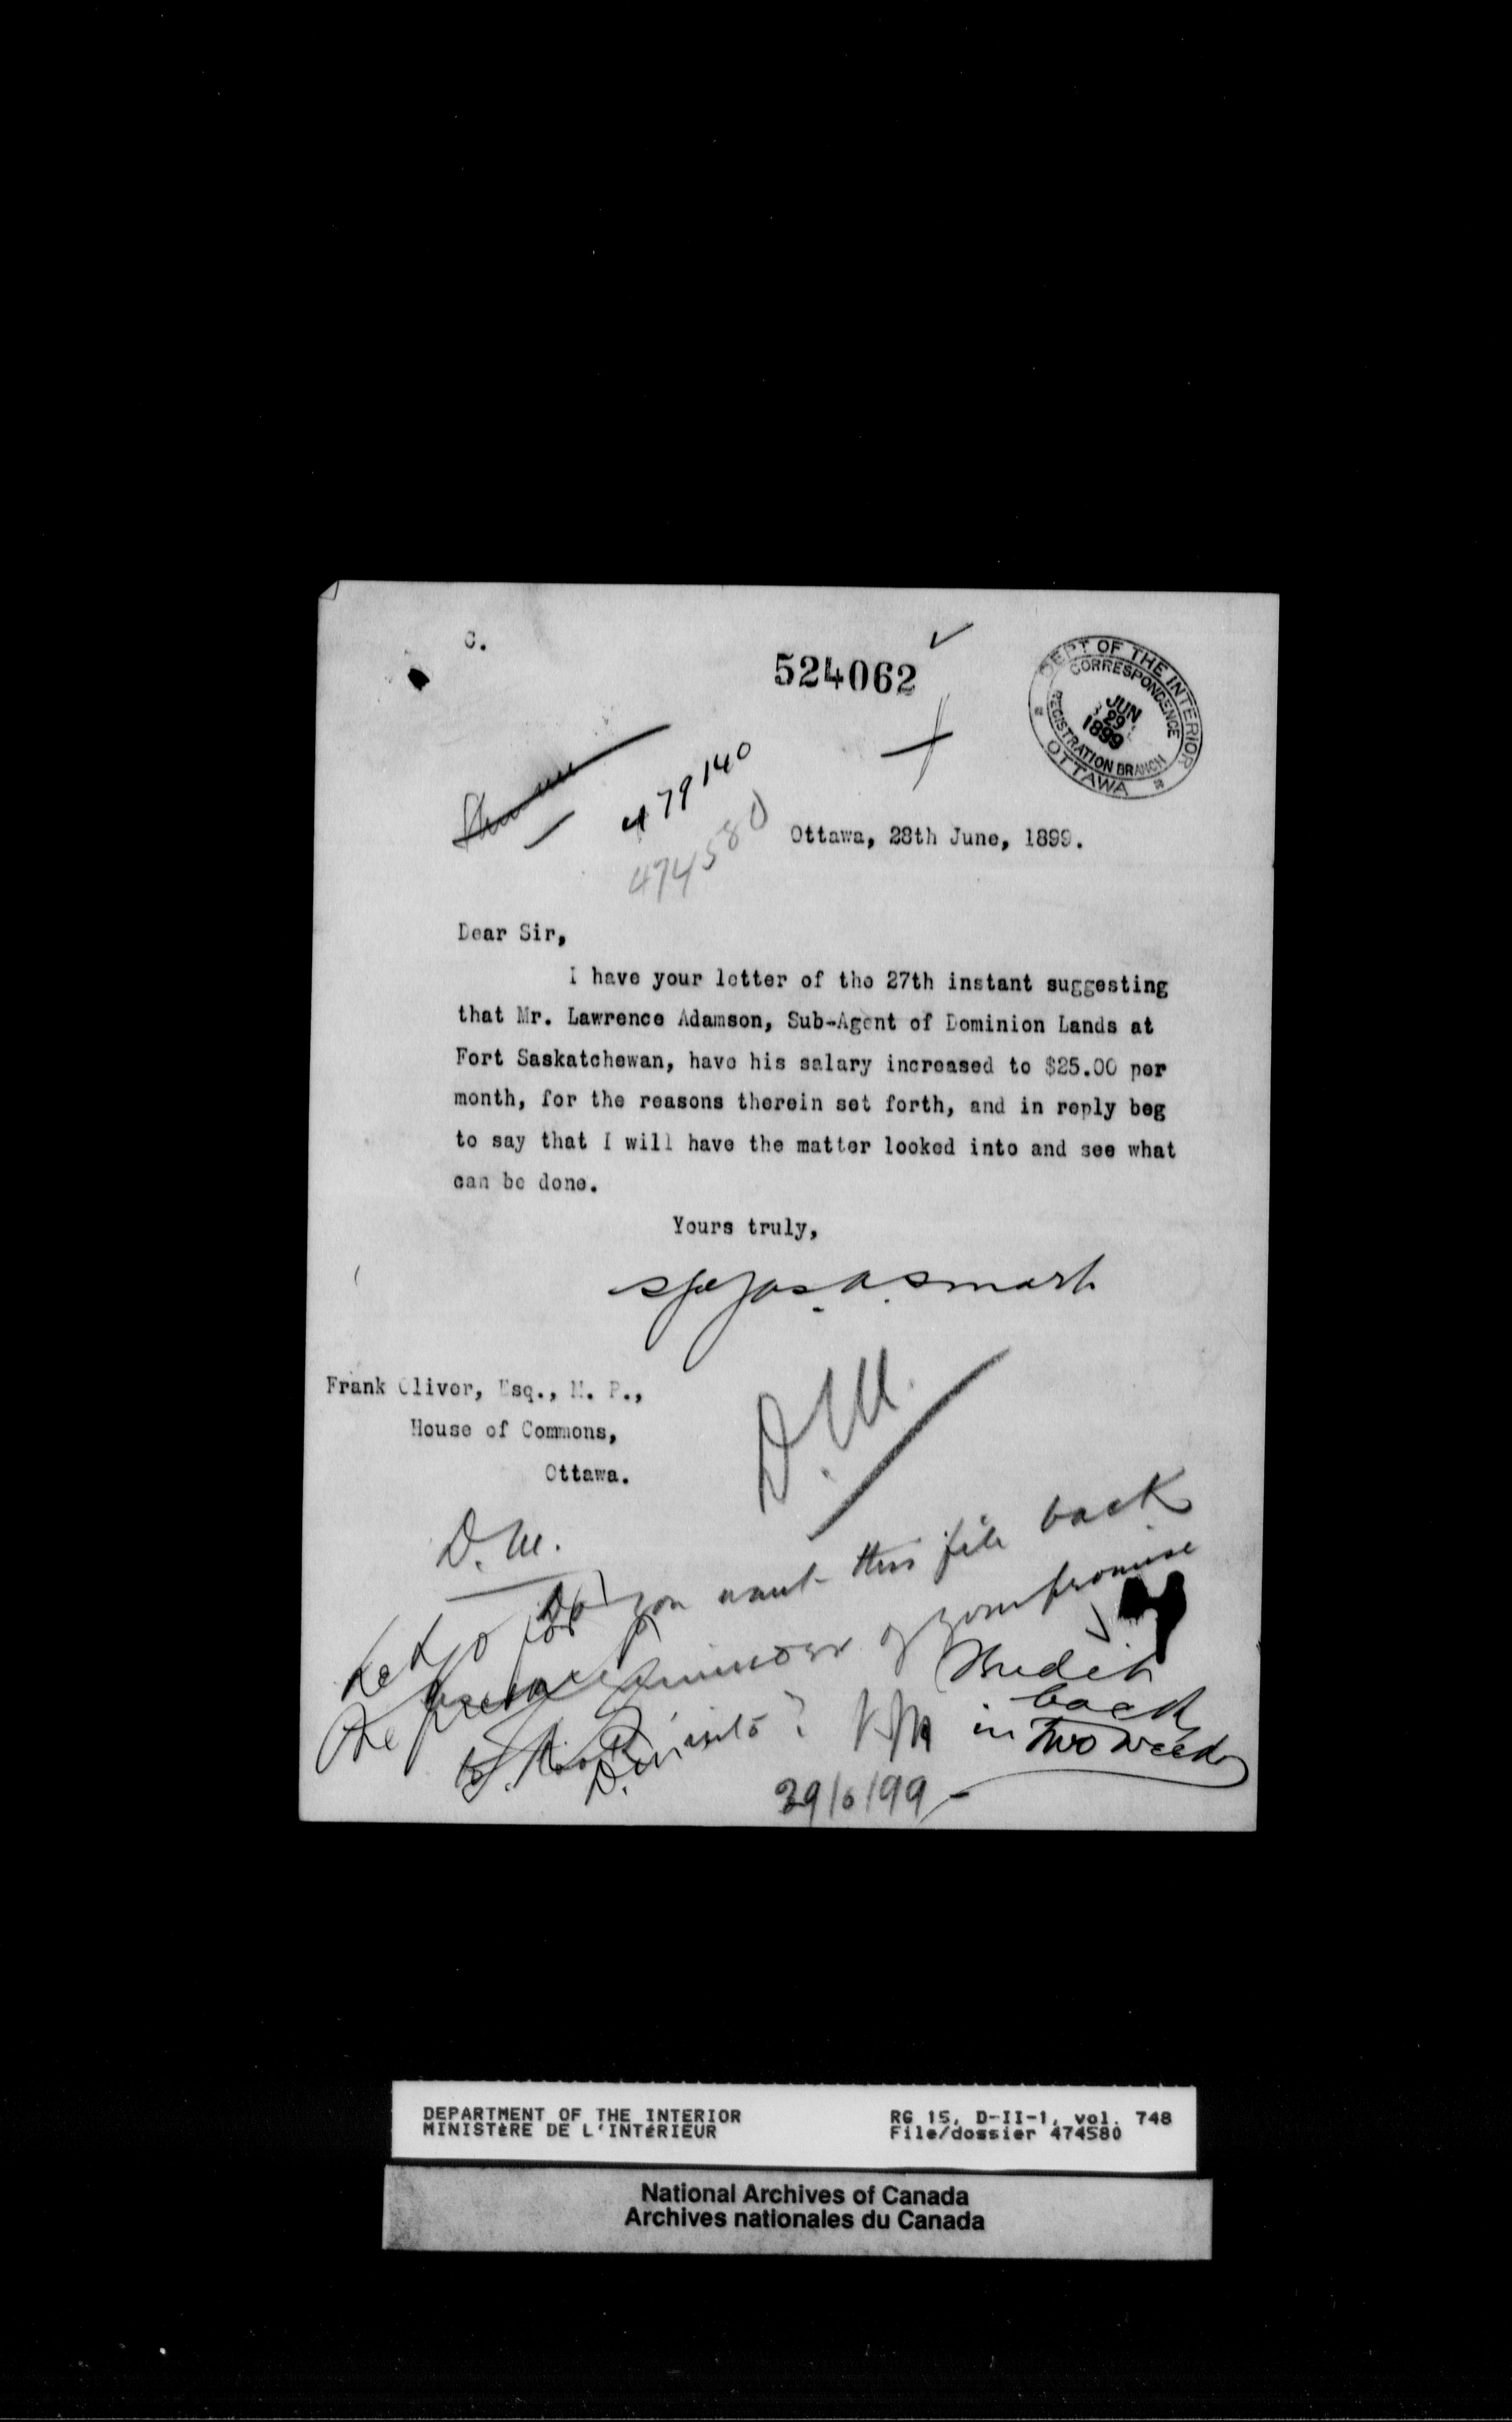 C.
524062
DEPT OF THE INTERIOR
CORRESPONDENCE
JUN
29
1899
REGISTRATION BRANCH
OTTAWA
479140
474580
Ottawa, 28th June, 1899.
Dear Sir,
I have your letter of the 27th instant suggesting
that Mr. Lawrence Adamson, Sub-Agent of Dominion Lands at
Fort Saskatchewan, have his salary increased to $25.00 per
month, for the reasons therein set forth, and in reply beg
to say that I will have the matter looked into and see what
can be done.
Yours truly,
Jas. A. Smart
Frank Oliver, Esq., M. P.,
House of Commons,
Ottawa.
D.M.
D.M.
Do you want this file back
of your promise
back
in Two weeks
29/6/99
DEPARTMENT OF THE INTERIOR
MINISTÈRE DE L'INTÉRIEUR
RG 15, D-II-1, vol. 748
File/dossier 474580
National Archives of Canada
Archives nationales du Canada